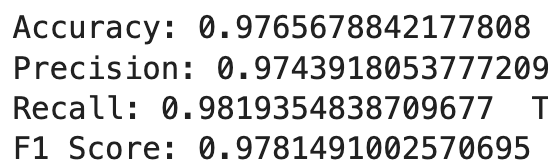 Accuracy: 0.9765678842177808
Precision: 0.9743918053777209
Recall: 0.9819354838709677 T
F1 Score: 0.9781491002570695